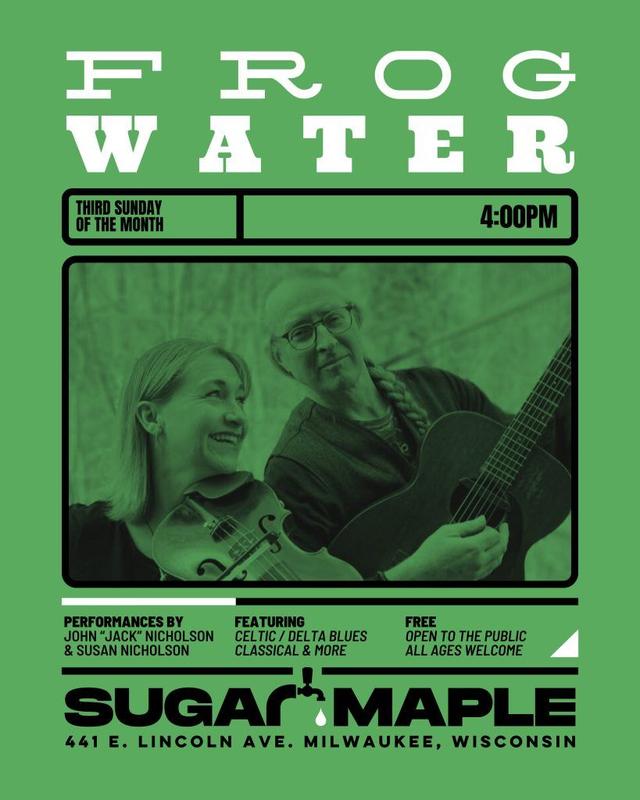 FROG
WATER
THIRD SUNDAY
OF THE MONTH
4:00PM
PERFORMANCES BY
JOHN "JACK" NICHOLSON
& SUSAN NICHOLSON
FEATURING
CELTIC / DELTA BLUES
CLASSICAL & MORE
FREE
OPEN TO THE PUBLIC
ALL AGES WELCOME
SUGAR MAPLE
441 E. LINCOLN AVE. MILWAUKEE, WISCONSIN